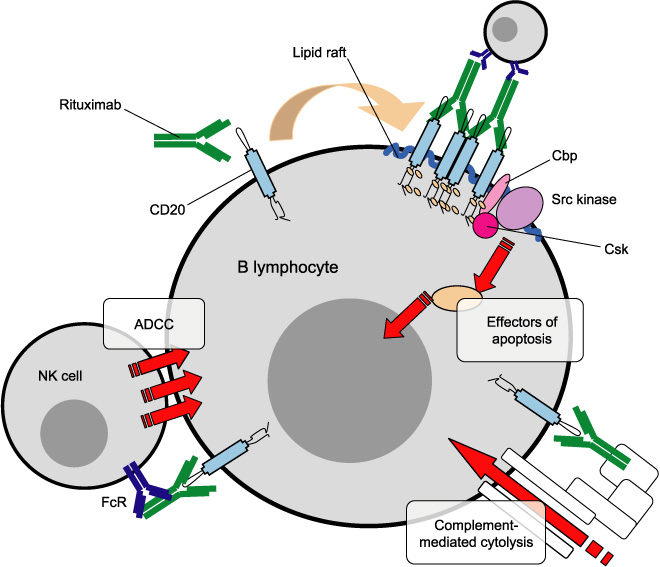 Lipid raft
Rituximab
Cbp
Src kinase
CD20
Csk
B lymphocyte
ADCC
Effectors of
apoptosis
NK cell
FcR
Complement-
mediated cytolysis